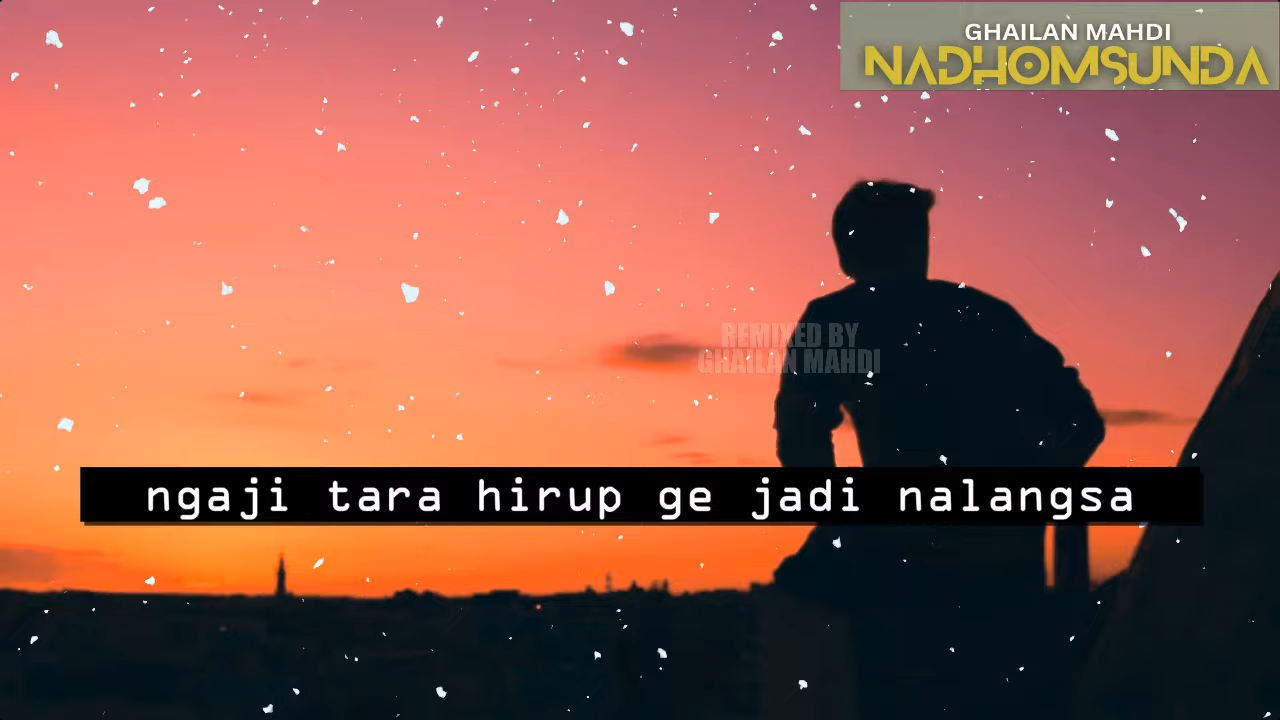 GHAILAN MAHDI
NADHOMSUNDA
REMIXED BY
GHAILAN MAHDI
ngaji tara hirup ge jadi nalangsa